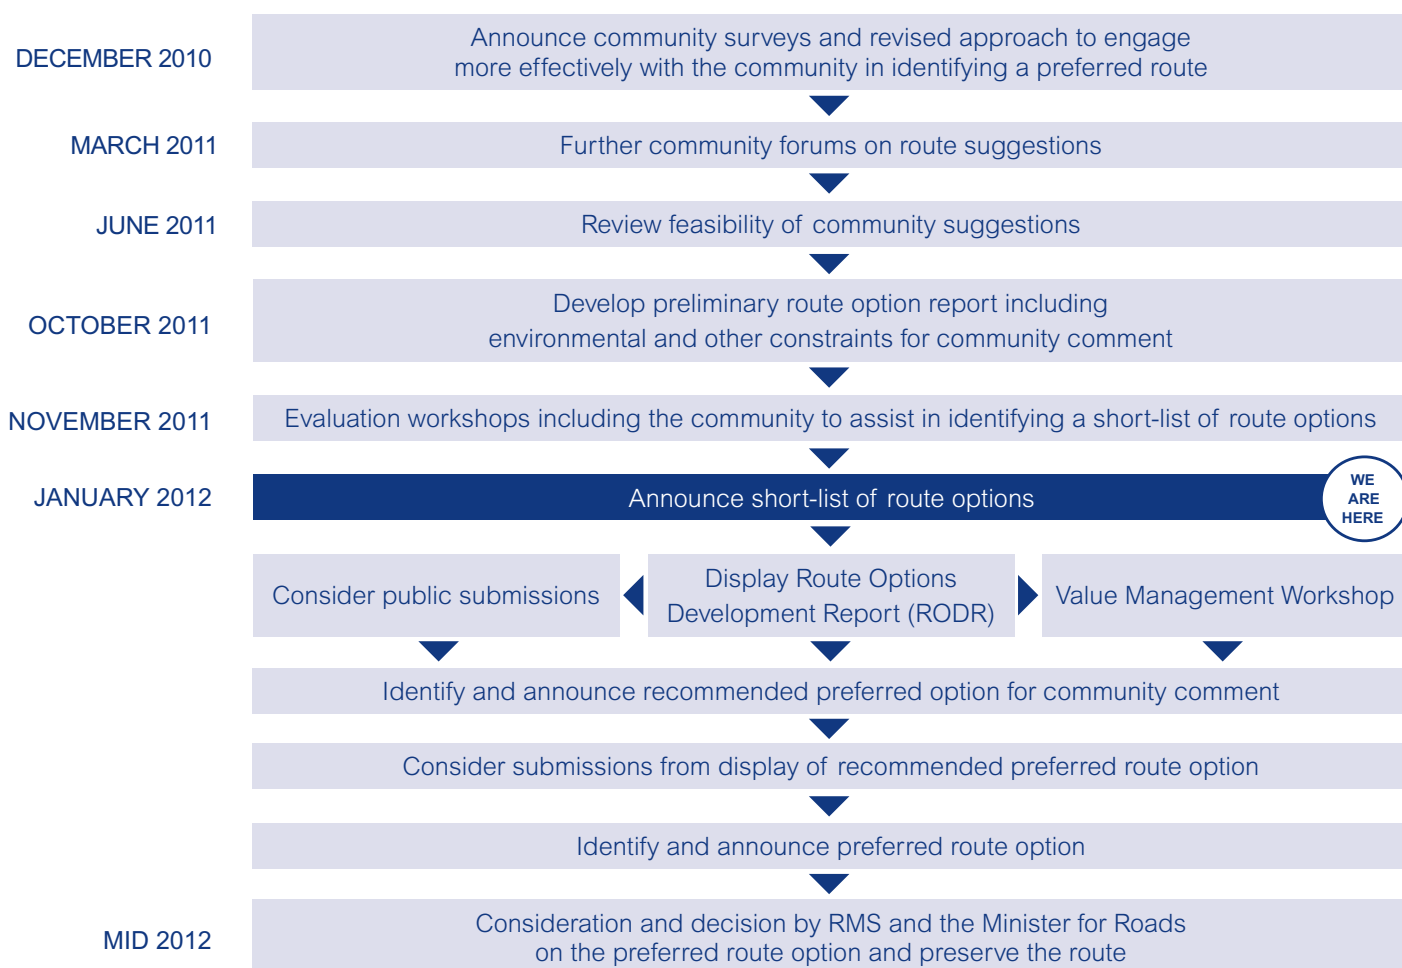 DECEMBER 2010
Announce community surveys and revised approach to engage
more effectively with the community in identifying a preferred route
MARCH 2011
Further community forums on route suggestions
JUNE 2011
Review feasibility of community suggestions
OCTOBER 2011
Develop preliminary route option report including
environmental and other constraints for community comment
NOVEMBER 2011
Evaluation workshops including the community to assist in identifying a short-list of route options
JANUARY 2012
Announce short-list of route options
WE
ARE
HERE
Consider public submissions
Display Route Options
Development Report (RODR)
Value Management Workshop
Identify and announce recommended preferred option for community comment
Consider submissions from display of recommended preferred route option
Identify and announce preferred route option
MID 2012
Consideration and decision by RMS and the Minister for Roads
on the preferred route option and preserve the route